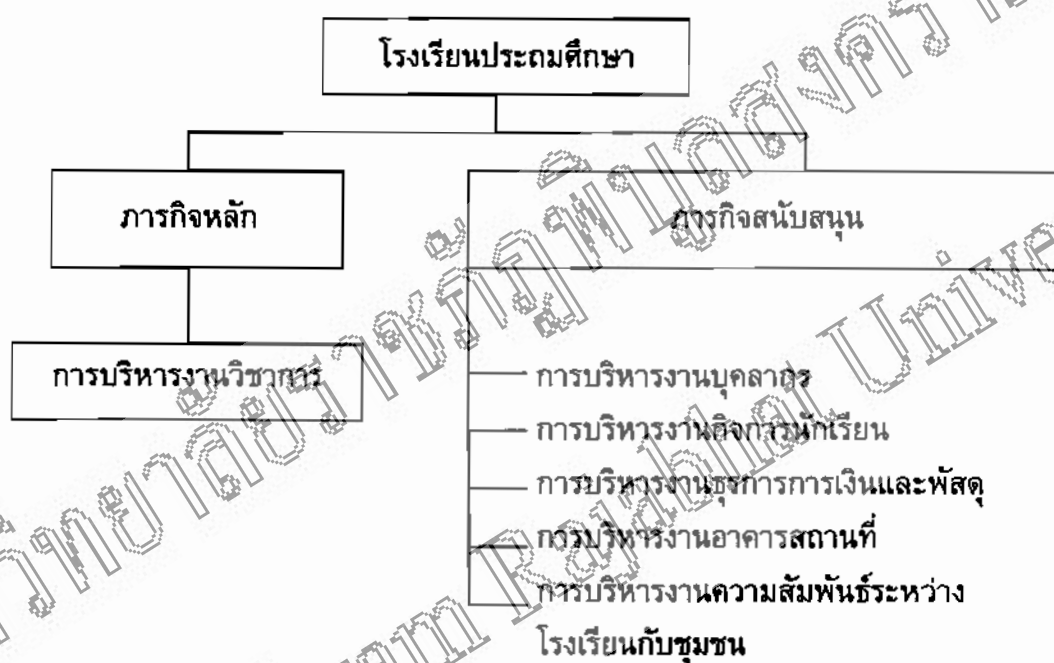 โรงเรียนประถมศึกษา
ภารกิจหลัก
ภารกิจสนับสนุน
การบริหารงานวิชาการ
การบริหารงานบุคลากร
การบริหารงานกิจการนักเรียน
การบริหารงานธุรการการเงินและพัสดุ
การบริหารงานอาคารสถานที่
การบริหารงานความสัมพันธ์ระหว่าง
โรงเรียนกับชุมชน